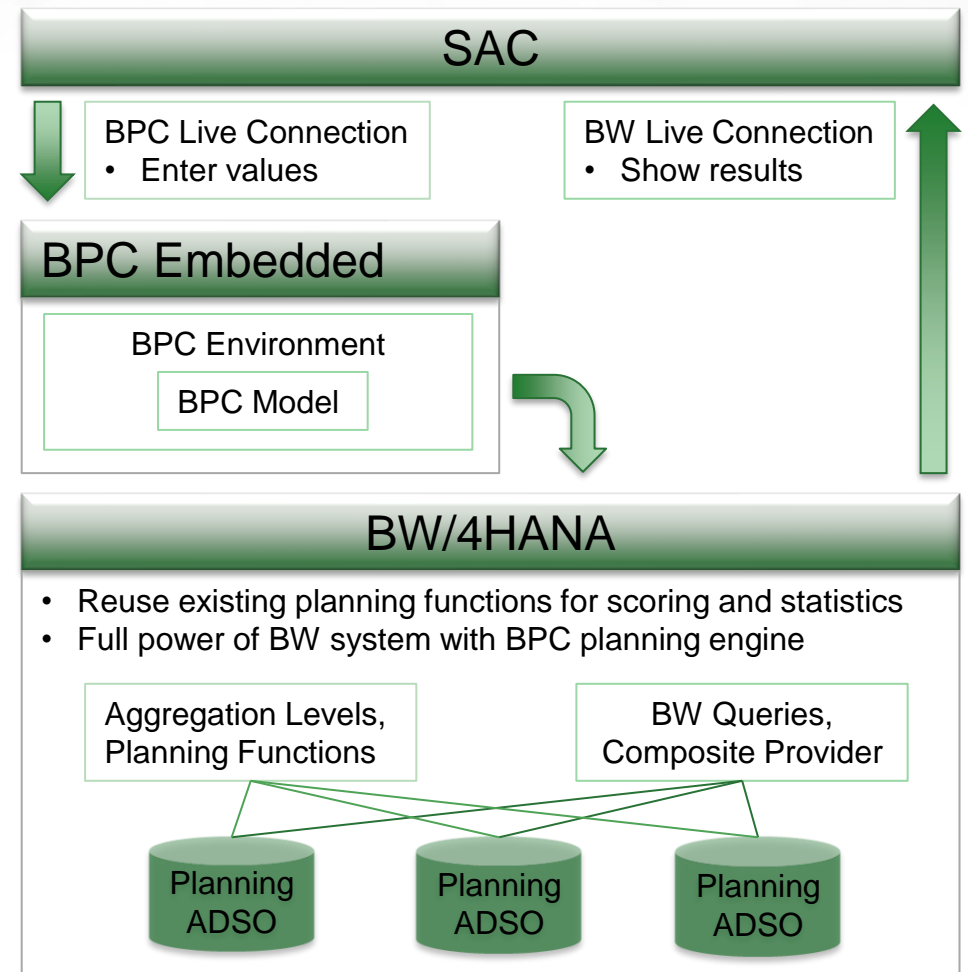 SAC
BPC Live Connection
• Enter values
BW Live Connection
• Show results
BPC Embedded
BPC Environment
BPC Model
BW/4HANA
• Reuse existing planning functions for scoring and statistics
• Full power of BW system with BPC planning engine
Aggregation Levels,
Planning Functions
BW Queries,
Composite Provider
Planning
ADSO
Planning
ADSO
Planning
ADSO